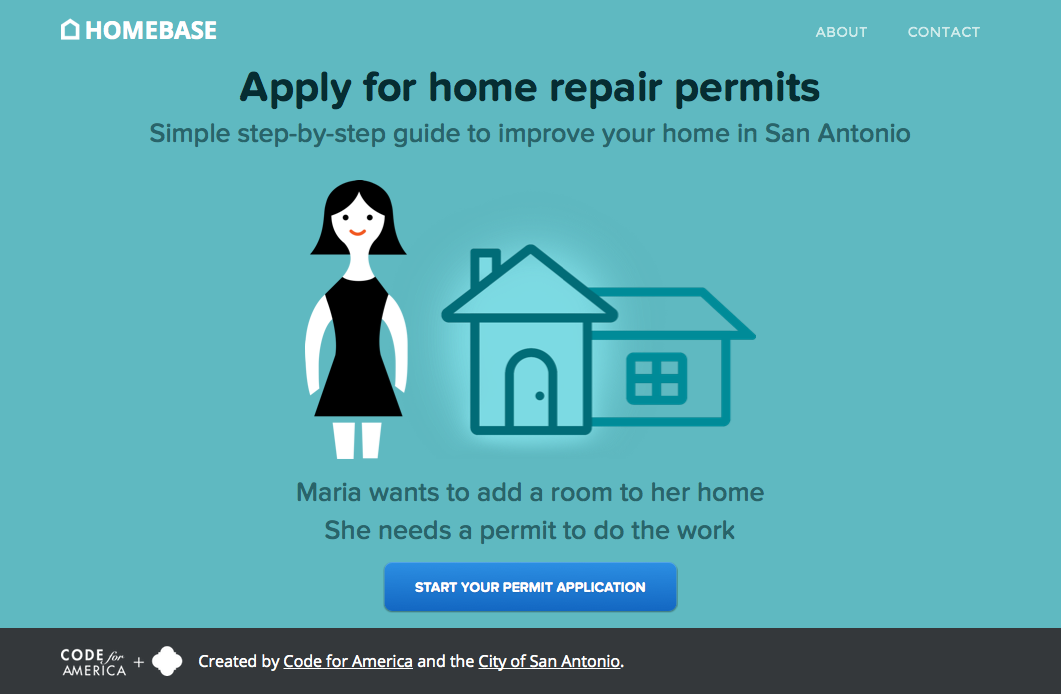 HOMEBASE
ABOUT
CONTACT
Apply for home repair permits
Simple step-by-step guide to improve your home in San Antonio
Maria wants to add a room to her home
She needs a permit to do the work
START YOUR PERMIT APPLICATION
CODE for
AMERICA +
Created by Code for America and the City of San Antonio.